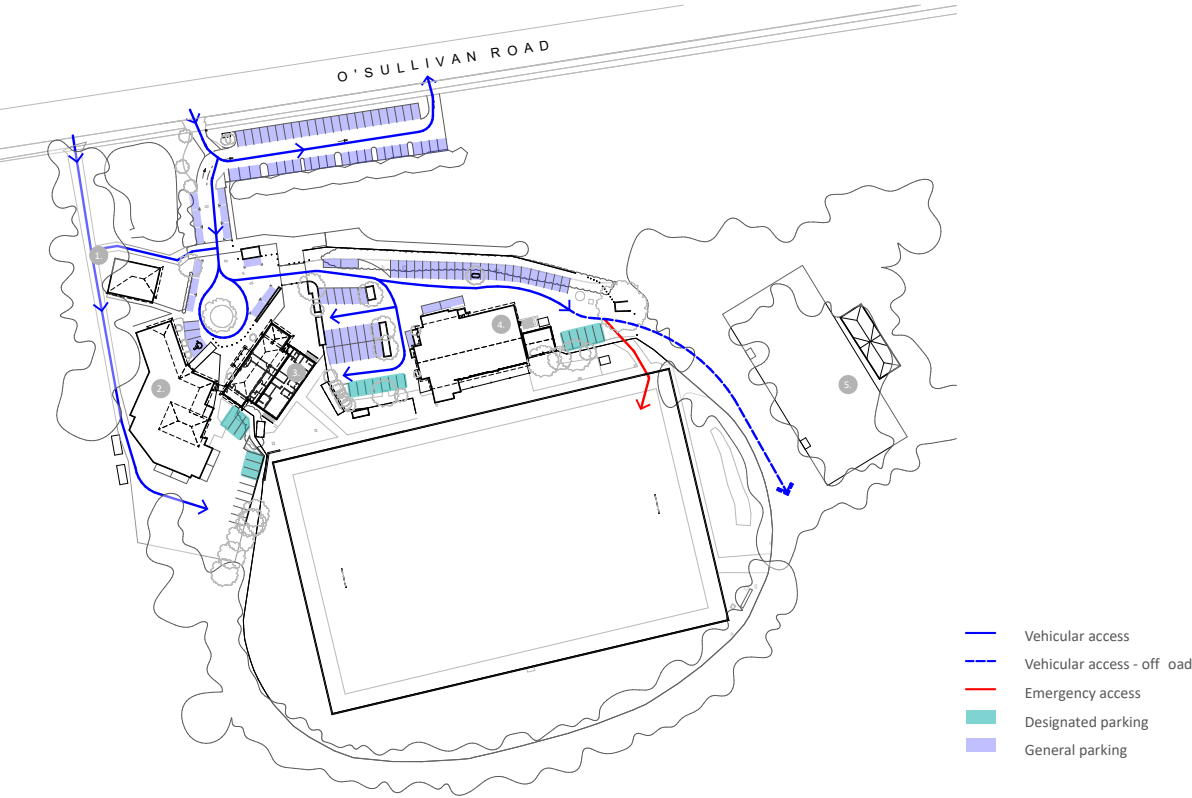 O'SULLIVAN ROAD
1.
2.
3.
4.
5.
Vehicular access
Vehicular access - off oad
Emergency access
Designated parking
General parking